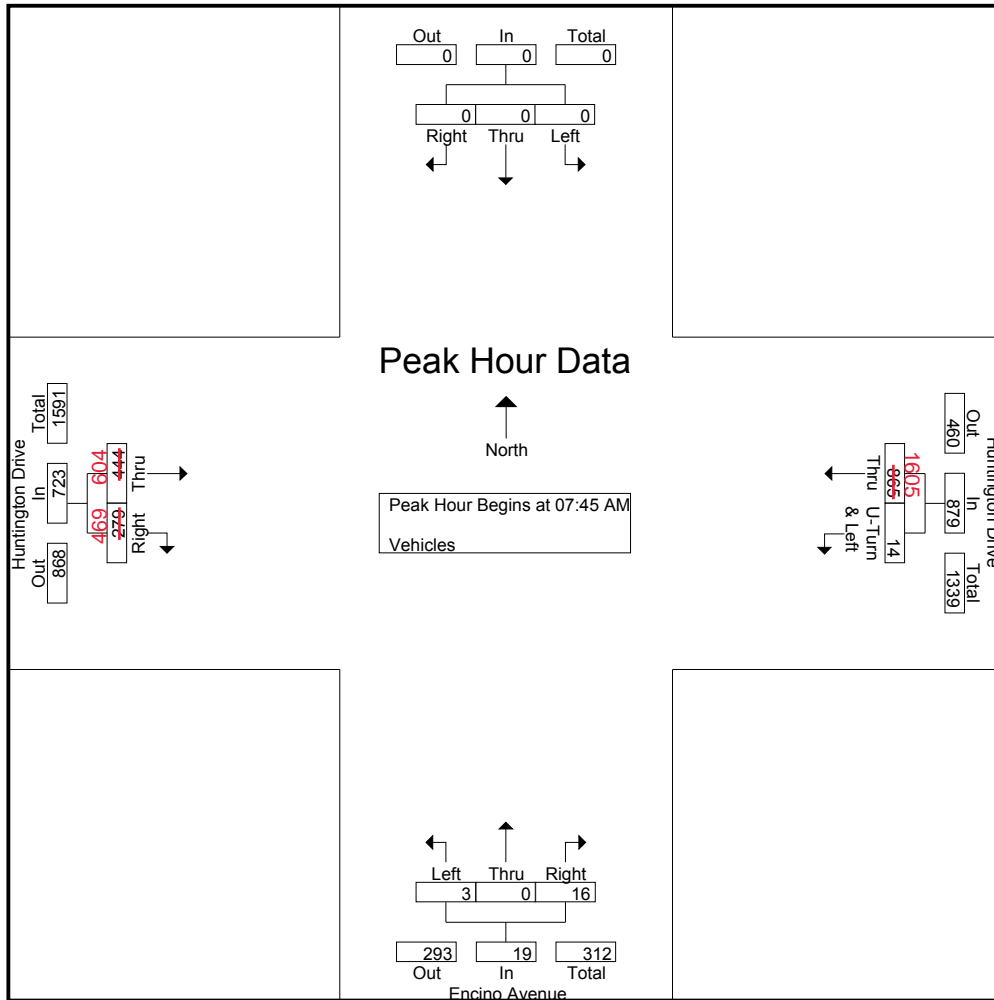 Out In Total
0 0 0
0 0 0
Right Thru Left
Peak Hour Data
North
Peak Hour Begins at 07:45 AM
Vehicles
Huntington Drive
Total In Out
1591 723 868
604 469
444 279
Thru Right
Huntington Drive
Out In Total
460 879 1339
1605
865 14
Thru U-Turn
& Left
Left Thru Right
3 0 16
293 19 312
Out In Total
Encino Avenue